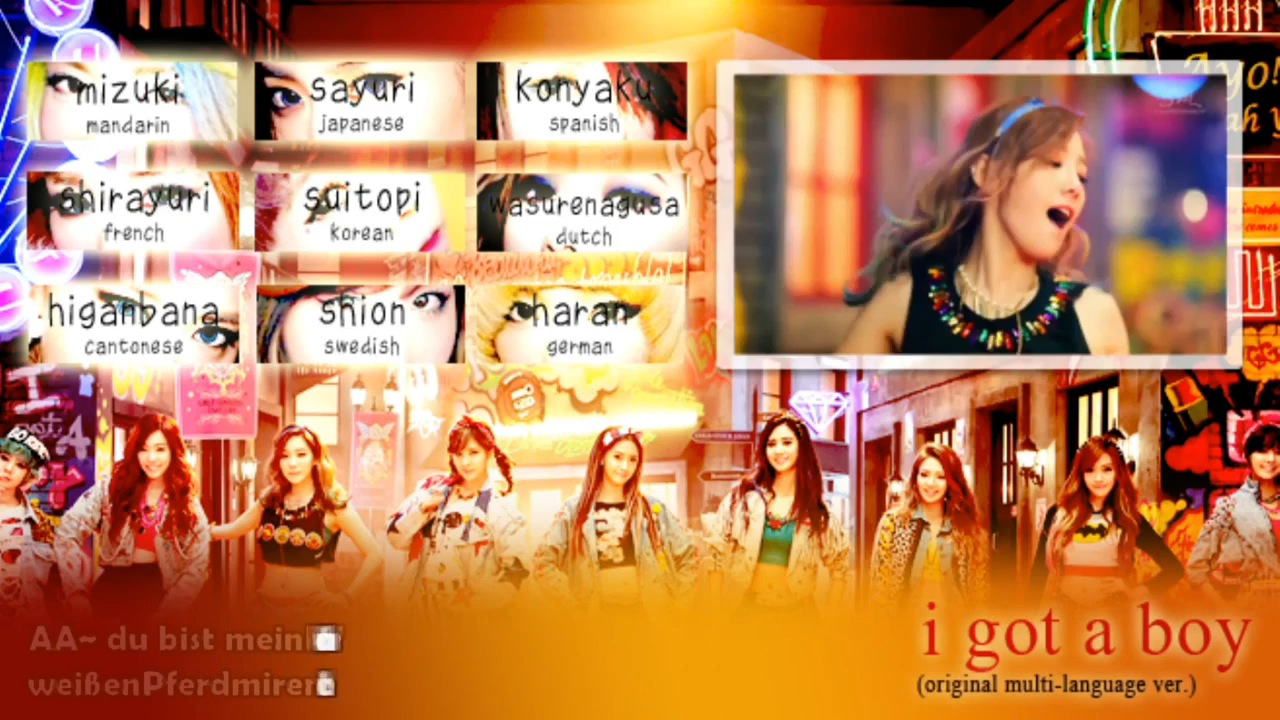 mizuki
mandarin
sayuri
japanese
konyaku
spanish
shirayuri
french
suitopi
korean
wasurenagusa
dutch
higanbana
cantonese
shion
swedish
haran
german
Ayo!
i got a boy
(original multi-language ver.)
AA~ du bist mein
weißenPferdmirer